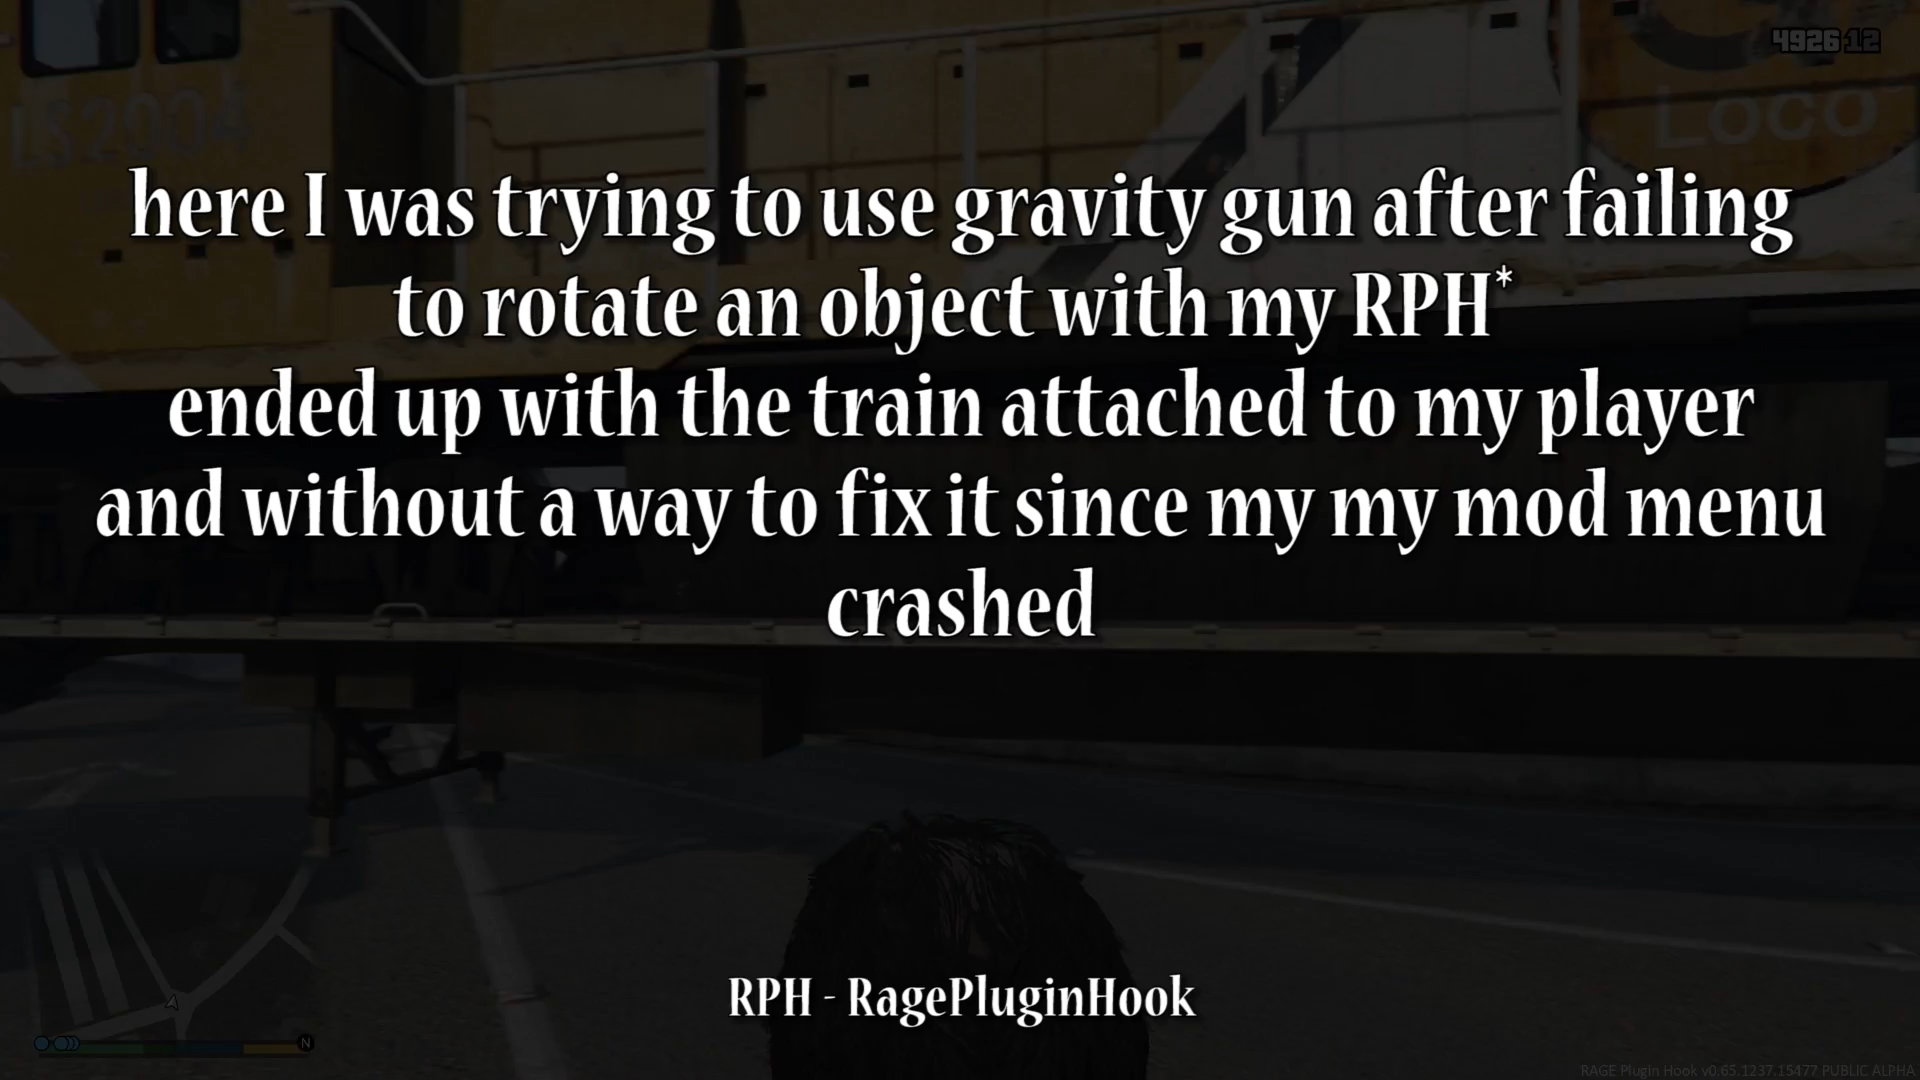 4926 12
LS2004
LOCO
here I was trying to use gravity gun after failing
to rotate an object with my RPH*
ended up with the train attached to my player
and without a way to fix it since my my mod menu
crashed
RPH - RagePluginHook
N
RAGE Plugin Hook v0.65.1237.15477 PUBLIC ALPHA